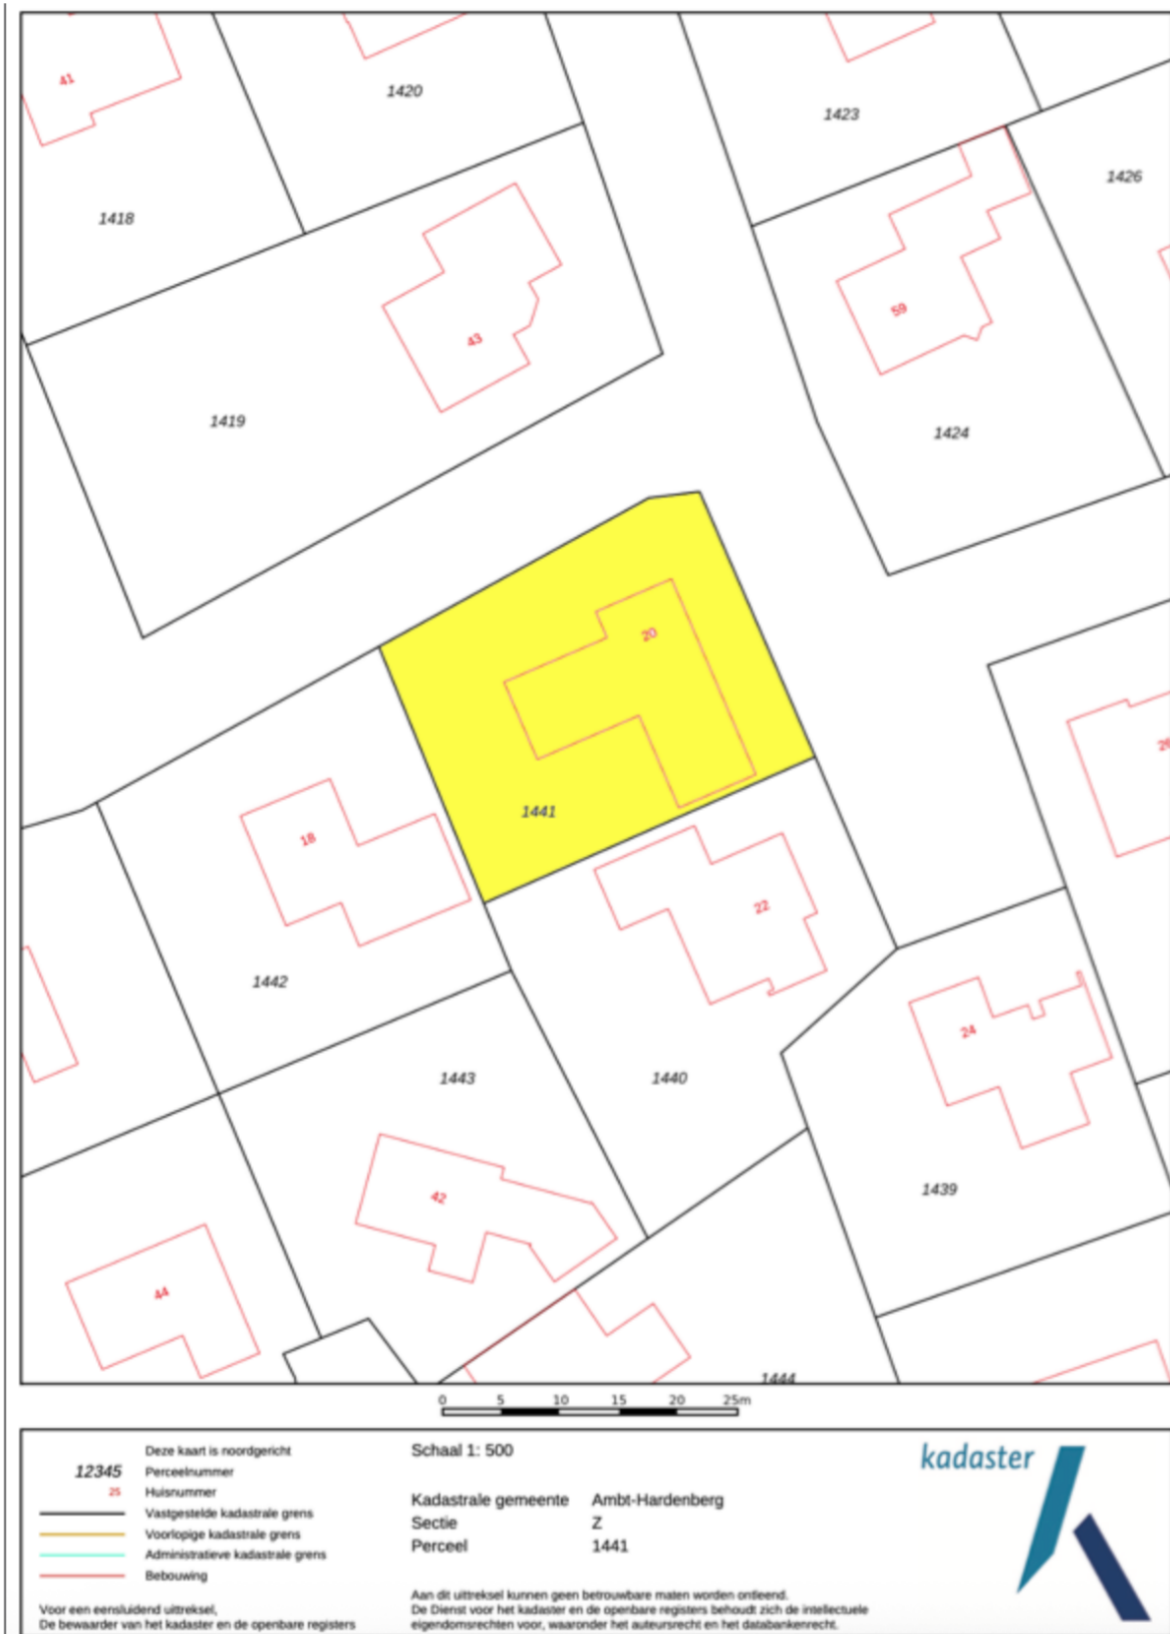 41
1420
1423
1426
1418
59
43
1419
1424
20
26
1441
18
22
1442
24
1443
1440
42
1439
44
1444
0 5 10 15 20 25m
Deze kaart is noordgericht
12345 Perceelnummer
25 Huisnummer
Vastgestelde kadastrale grens
Voorlopige kadastrale grens
Administratieve kadastrale grens
Bebouwing
Voor een eensluidend uittreksel,
De bewaarder van het kadaster en de openbare registers
Schaal 1: 500
Kadastrale gemeente Ambt-Hardenberg
Sectie Z
Perceel 1441
Aan dit uittreksel kunnen geen betrouwbare maten worden ontleend.
De Dienst voor het kadaster en de openbare registers behoudt zich de intellectuele
eigendomsrechten voor, waaronder het auteursrecht en het databankenrecht.
kadaster